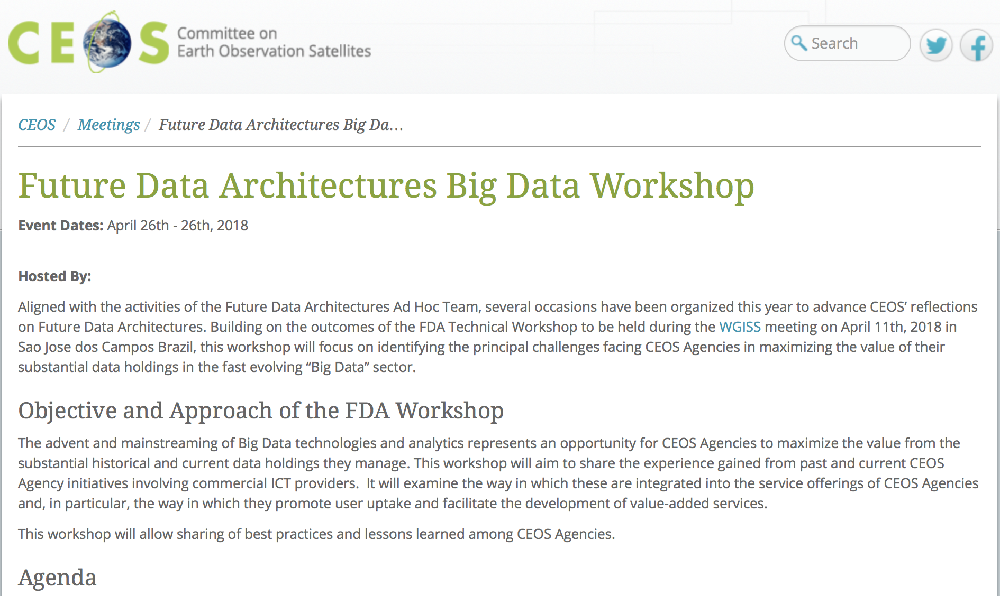 CEOS
Committee on
Earth Observation Satellites
Search
CEOS / Meetings / Future Data Architectures Big Da...
Future Data Architectures Big Data Workshop
Event Dates: April 26th - 26th, 2018
Hosted By:
Aligned with the activities of the Future Data Architectures Ad Hoc Team, several occasions have been organized this year to advance CEOS’ reflections
on Future Data Architectures. Building on the outcomes of the FDA Technical Workshop to be held during the WGISS meeting on April 11th, 2018 in
Sao Jose dos Campos Brazil, this workshop will focus on identifying the principal challenges facing CEOS Agencies in maximizing the value of their
substantial data holdings in the fast evolving “Big Data” sector.
Objective and Approach of the FDA Workshop
The advent and mainstreaming of Big Data technologies and analytics represents an opportunity for CEOS Agencies to maximize the value from the
substantial historical and current data holdings they manage. This workshop will aim to share the experience gained from past and current CEOS
Agency initiatives involving commercial ICT providers.  It will examine the way in which these are integrated into the service offerings of CEOS Agencies
and, in particular, the way in which they promote user uptake and facilitate the development of value-added services.
This workshop will allow sharing of best practices and lessons learned among CEOS Agencies.
Agenda